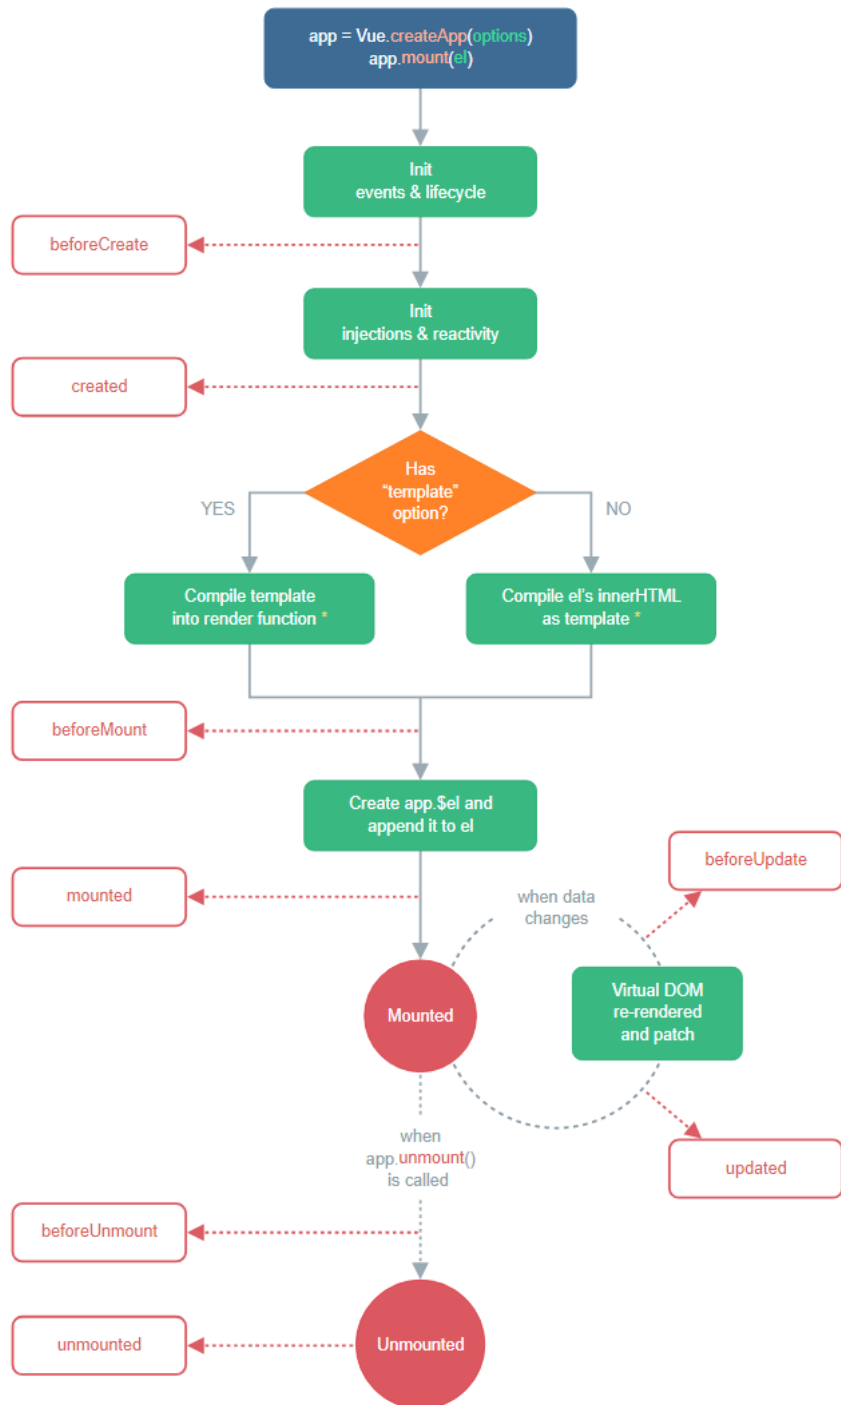 app = Vue.createApp(options)
app.mount(el)
Init
events & lifecycle
beforeCreate
Init
injections & reactivity
created
Has
“template”
option?
YES
NO
Compile template
into render function *
Compile el's innerHTML
as template *
beforeMount
Create app.$el and
append it to el
beforeUpdate
mounted
when data
changes
Mounted
Virtual DOM
re-rendered
and patch
when
app.unmount()
is called
updated
beforeUnmount
unmounted
Unmounted